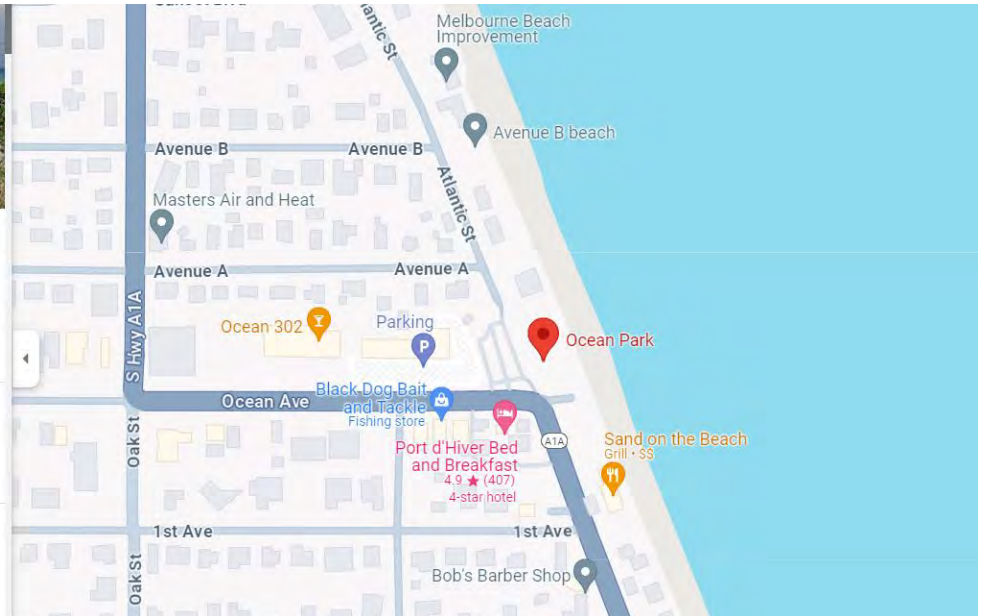 Atlantic St
Melbourne Beach
Improvement
Avenue B beach
Avenue B
Avenue B
Atlantic St
Masters Air and Heat
Avenue A
Avenue A
S Hwy A1A
Ocean 302
Parking
P
Ocean Park
Black Dog Bait
and Tackle
Fishing store
Ocean Ave
Oak St
Port d'Hiver Bed
and Breakfast
4.9 ★ (407)
4-star hotel
A1A
Sand on the Beach
Grill • $$
1st Ave
1st Ave
Oak St
Bob's Barber Shop